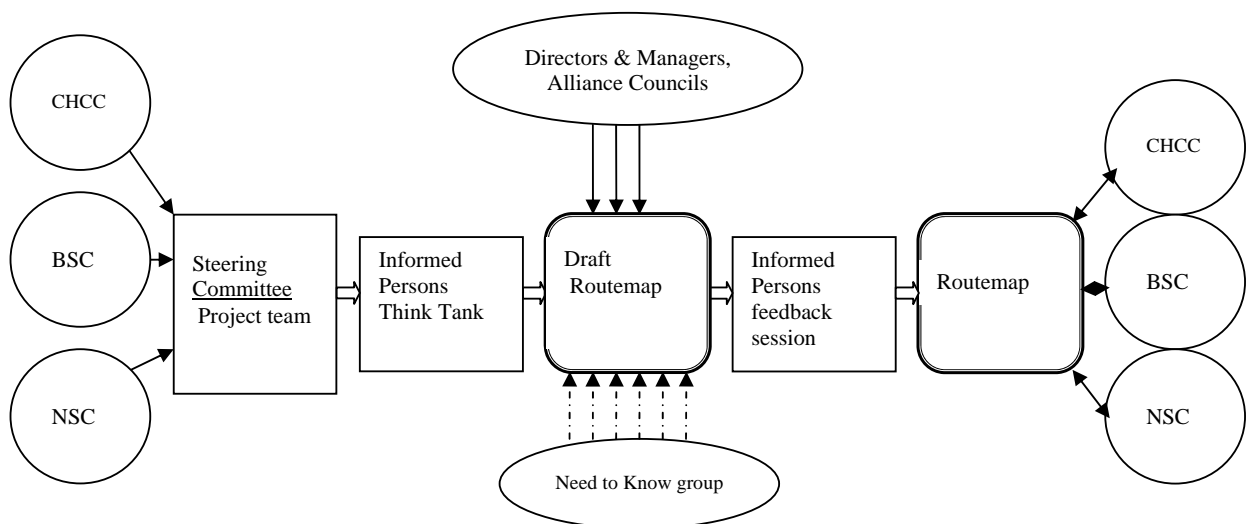 Directors & Managers,
Alliance Councils
CHCC
BSC
NSC
Steering
Committee
Project team
Informed
Persons
Think Tank
Draft
Routemap
Informed
Persons
feedback
session
Routemap
CHCC
BSC
NSC
Need to Know group